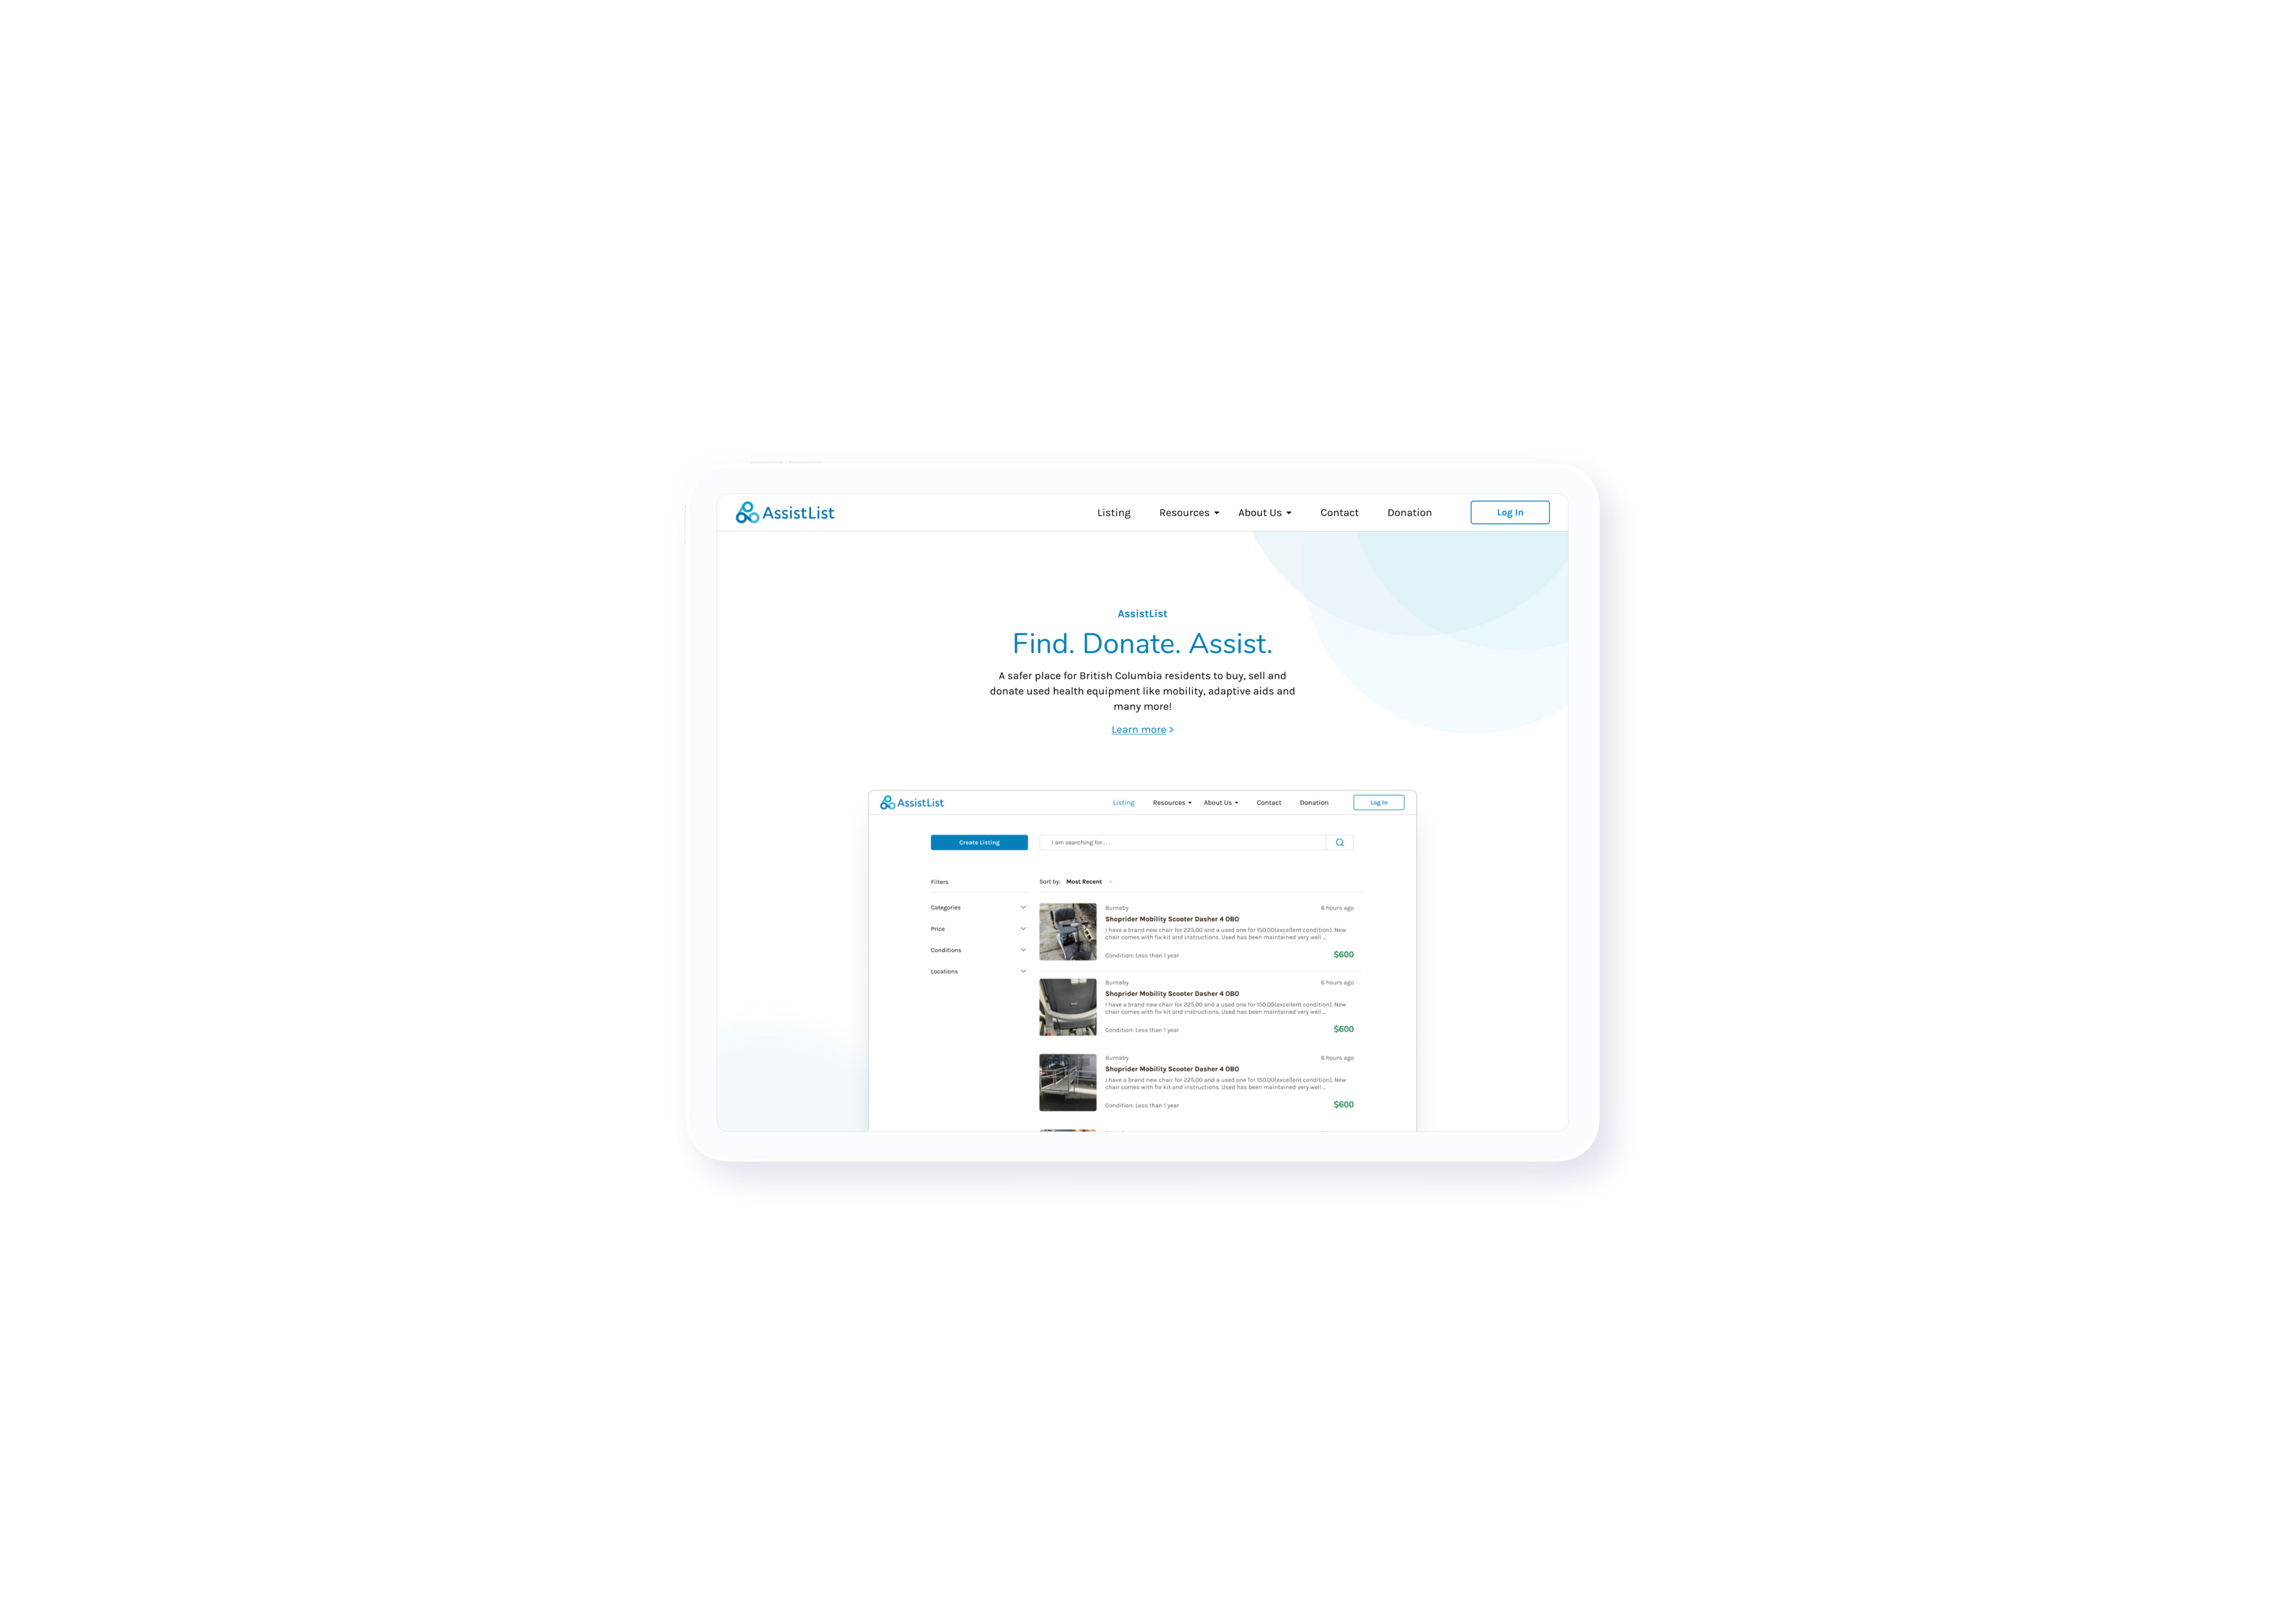 AssistList
Listing Resources About Us Contact Donation Log In
AssistList
Find. Donate. Assist.
A safer place for British Columbia residents to buy, sell and
donate used health equipment like mobility, adaptive aids and
many more!
Learn more >
AssistList
Listing Resources About Us Contact Donation Log In
Create Listing
I am searching for . . .
Filters
Categories
Price
Conditions
Locations
Sort by: Most Recent
Burnaby 6 hours ago
Shoprider Mobility Scooter Dasher 4 OBO
I have a brand new chair for 225.00 and a used one for 150.00(excellent condition). New
chair comes with fix kit and instructions. Used has been maintained very well ...
Condition: Less than 1 year $600
Burnaby 6 hours ago
Shoprider Mobility Scooter Dasher 4 OBO
I have a brand new chair for 225.00 and a used one for 150.00(excellent condition). New
chair comes with fix kit and instructions. Used has been maintained very well ...
Condition: Less than 1 year $600
Burnaby 6 hours ago
Shoprider Mobility Scooter Dasher 4 OBO
I have a brand new chair for 225.00 and a used one for 150.00(excellent condition). New
chair comes with fix kit and instructions. Used has been maintained very well ...
Condition: Less than 1 year $600